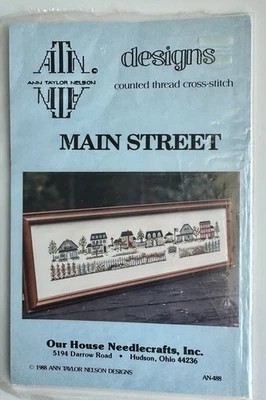 ATN
designs
ANN TAYLOR NELSON
counted thread cross-stitch
MAIN STREET
Our House Needlecrafts, Inc.
5194 Darrow Road • Hudson, Ohio 44236
© 1988 ANN TAYLOR NELSON DESIGNS
AN-488